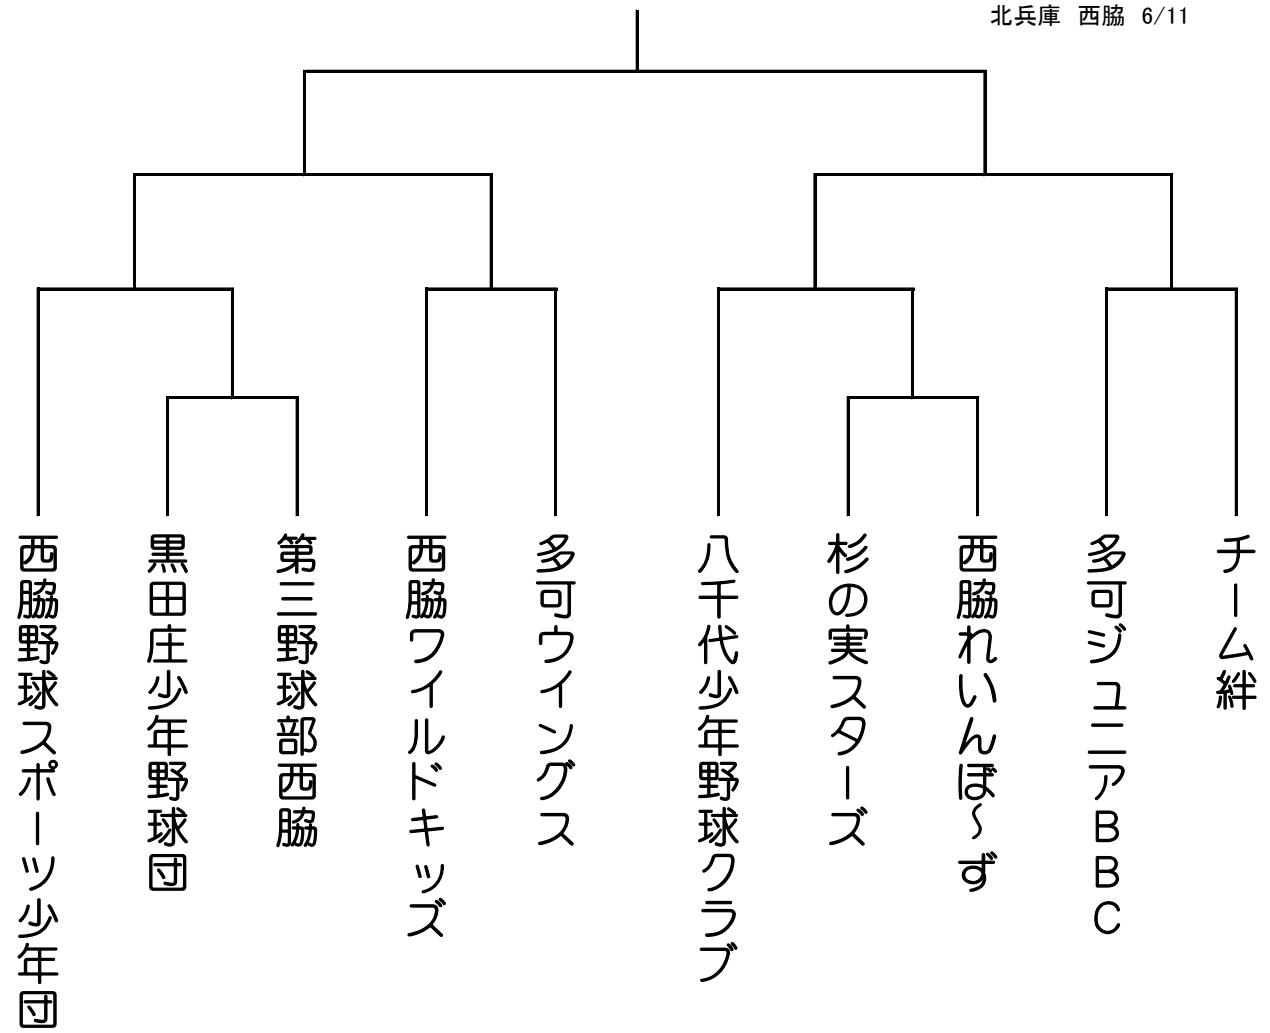 北兵庫 西脇 6/11
西脇野球スポーツ少年団
黒田庄少年野球団
第三野球部西脇
西脇ワイルドキッズ
多可ウイングス
八千代少年野球クラブ
杉の実スターズ
西脇れいんぼ～ず
多可ジュニアBBC
チーム絆